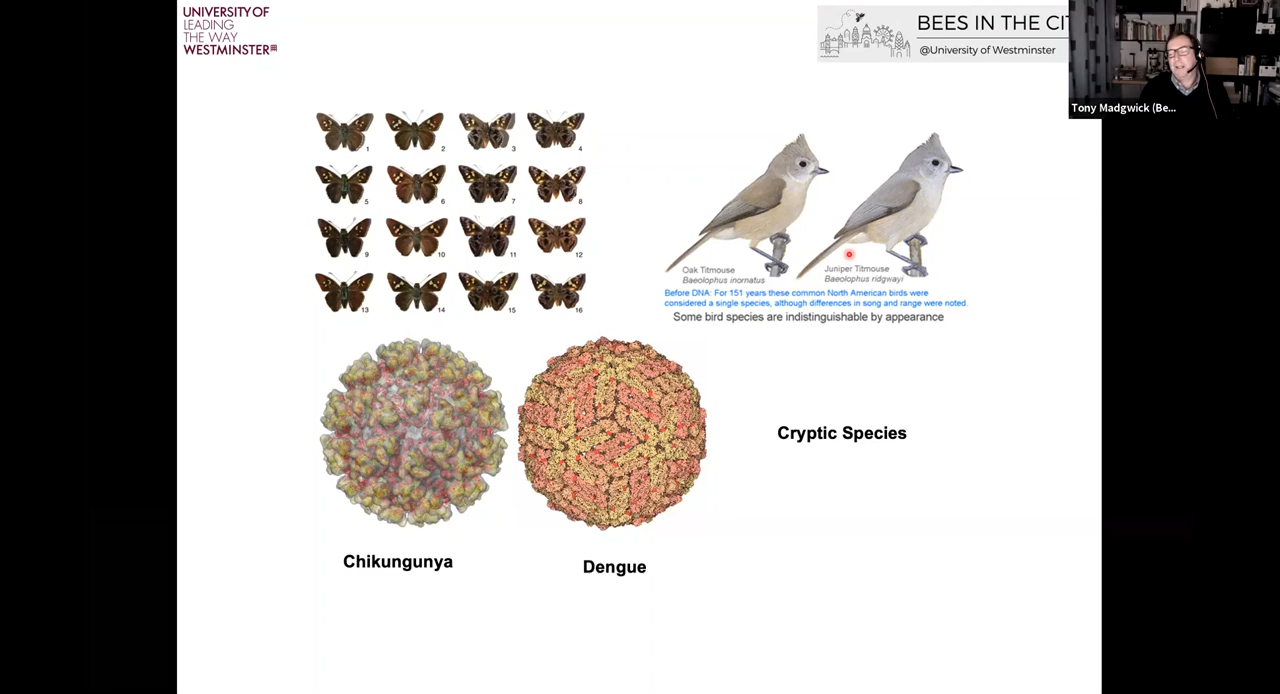 UNIVERSITY OF
LEADING
THE WAY
WESTMINSTER
BEES IN THE CIT
@University of Westminster
Tony Madgwick (Be...
1
2
3
4
5
6
7
8
9
10
11
12
13
14
15
16
Oak Titmouse
Baeolophus inornatus
Juniper Titmouse
Baeolophus ridgwayi
Before DNA: For 151 years these common North American birds were
considered a single species, although differences in song and range were noted.
Some bird species are indistinguishable by appearance
Cryptic Species
Chikungunya
Dengue